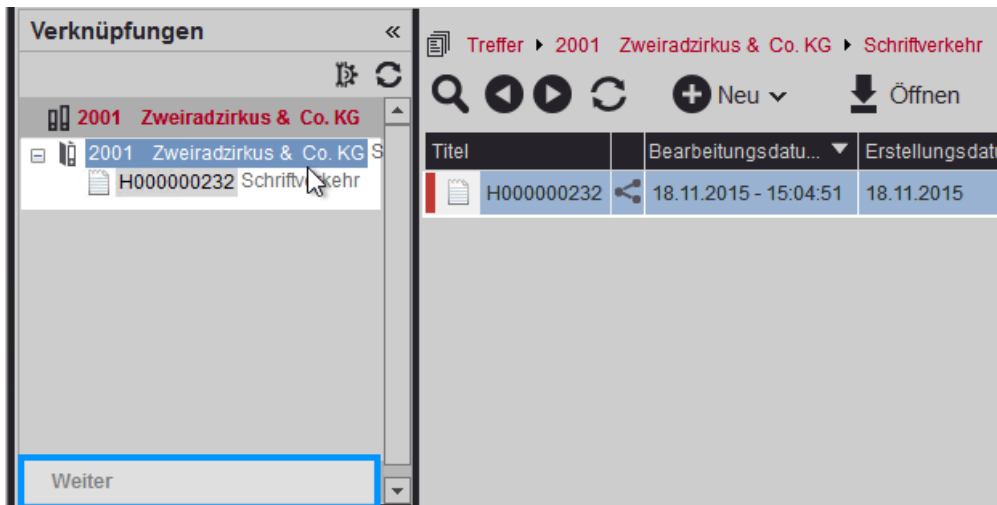 Verknüpfungen «
2001 Zweiradzirkus & Co. KG
2001 Zweiradzirkus & Co. KG S
H000000232 Schriftverkehr
Weiter
Treffer 2001 Zweiradzirkus & Co. KG Schriftverkehr
Neu Öffnen
Titel Bearbeitungsdatu... Erstellungsdatu
H000000232 18.11.2015 - 15:04:51 18.11.2015